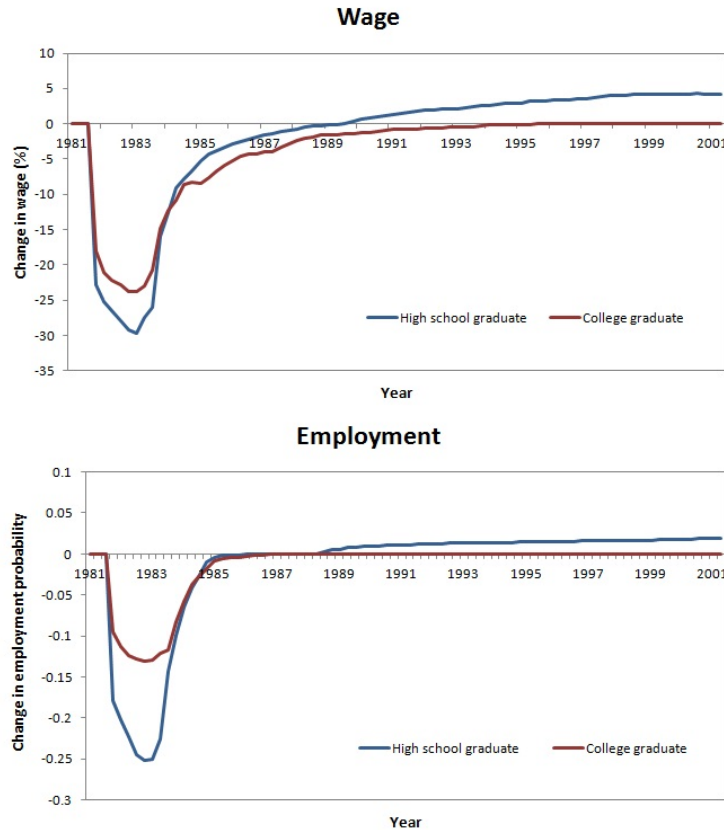 Wage
10
5
0
1981 1983 1985 1987 1989 1991 1993 1995 1997 1999 2001
-5
-10
-15
-20
-25
-30
-35
Change in wage (%)
High school graduate College graduate
Year
Employment
0.1
0.05
0
1981 1983 1985 1987 1989 1991 1993 1995 1997 1999 2001
-0.05
-0.1
-0.15
-0.2
-0.25
-0.3
Change in employment probability
High school graduate College graduate
Year